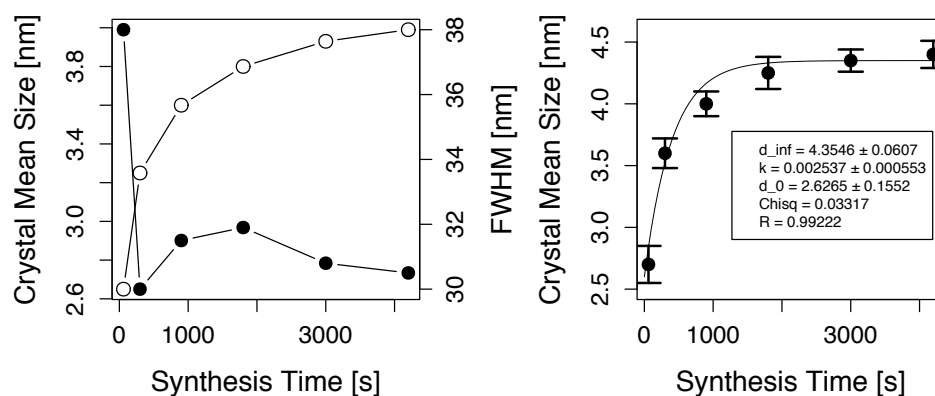 Crystal Mean Size [nm]
2.6
3.0
3.4
3.8
0
1000
3000
Synthesis Time [s]
30
32
34
36
38
FWHM [nm]
Crystal Mean Size [nm]
2.5
3.0
3.5
4.0
4.5
0
1000
3000
Synthesis Time [s]
d_inf = 4.3546 ± 0.0607
k = 0.002537 ± 0.000553
d_0 = 2.6265 ± 0.1552
Chisq = 0.03317
R = 0.99222